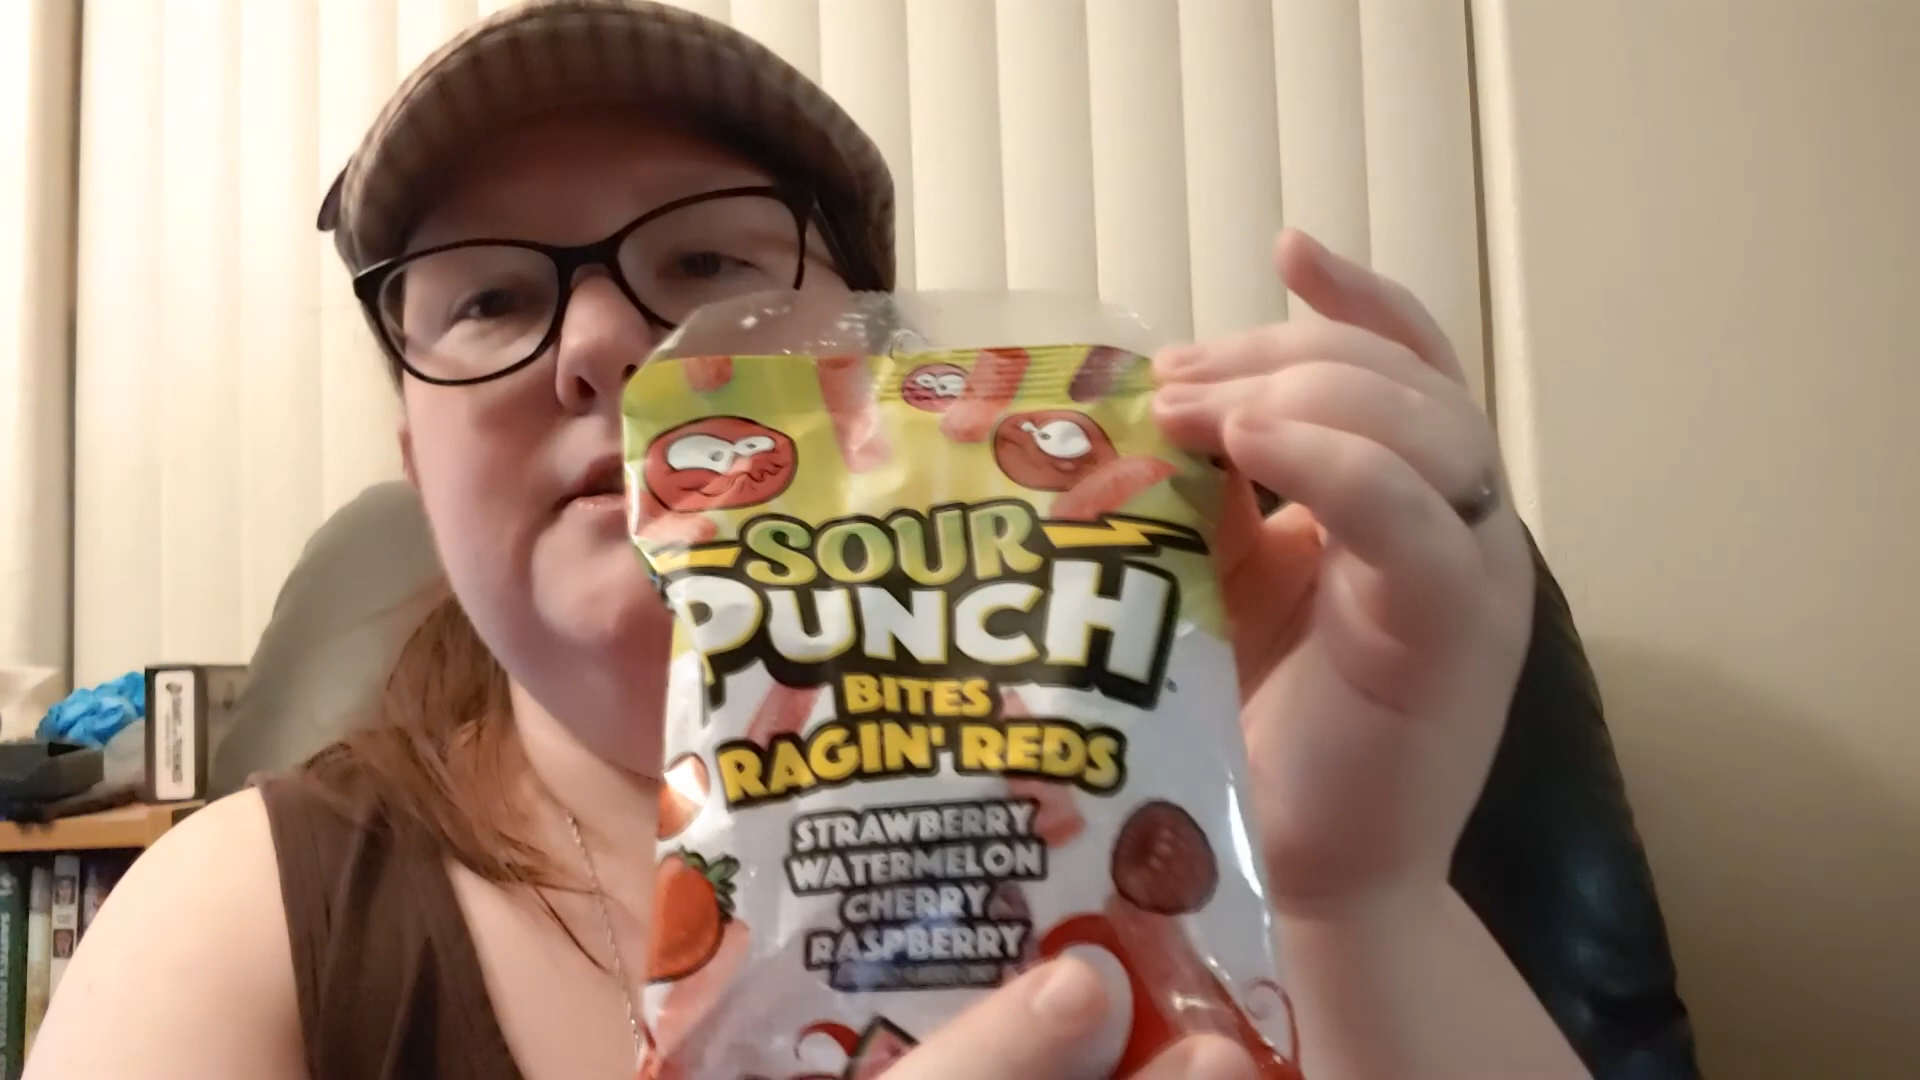 SOUR
PUNCH
BITES
RAGIN' REDS
STRAWBERRY
WATERMELON
CHERRY
RASPBERRY